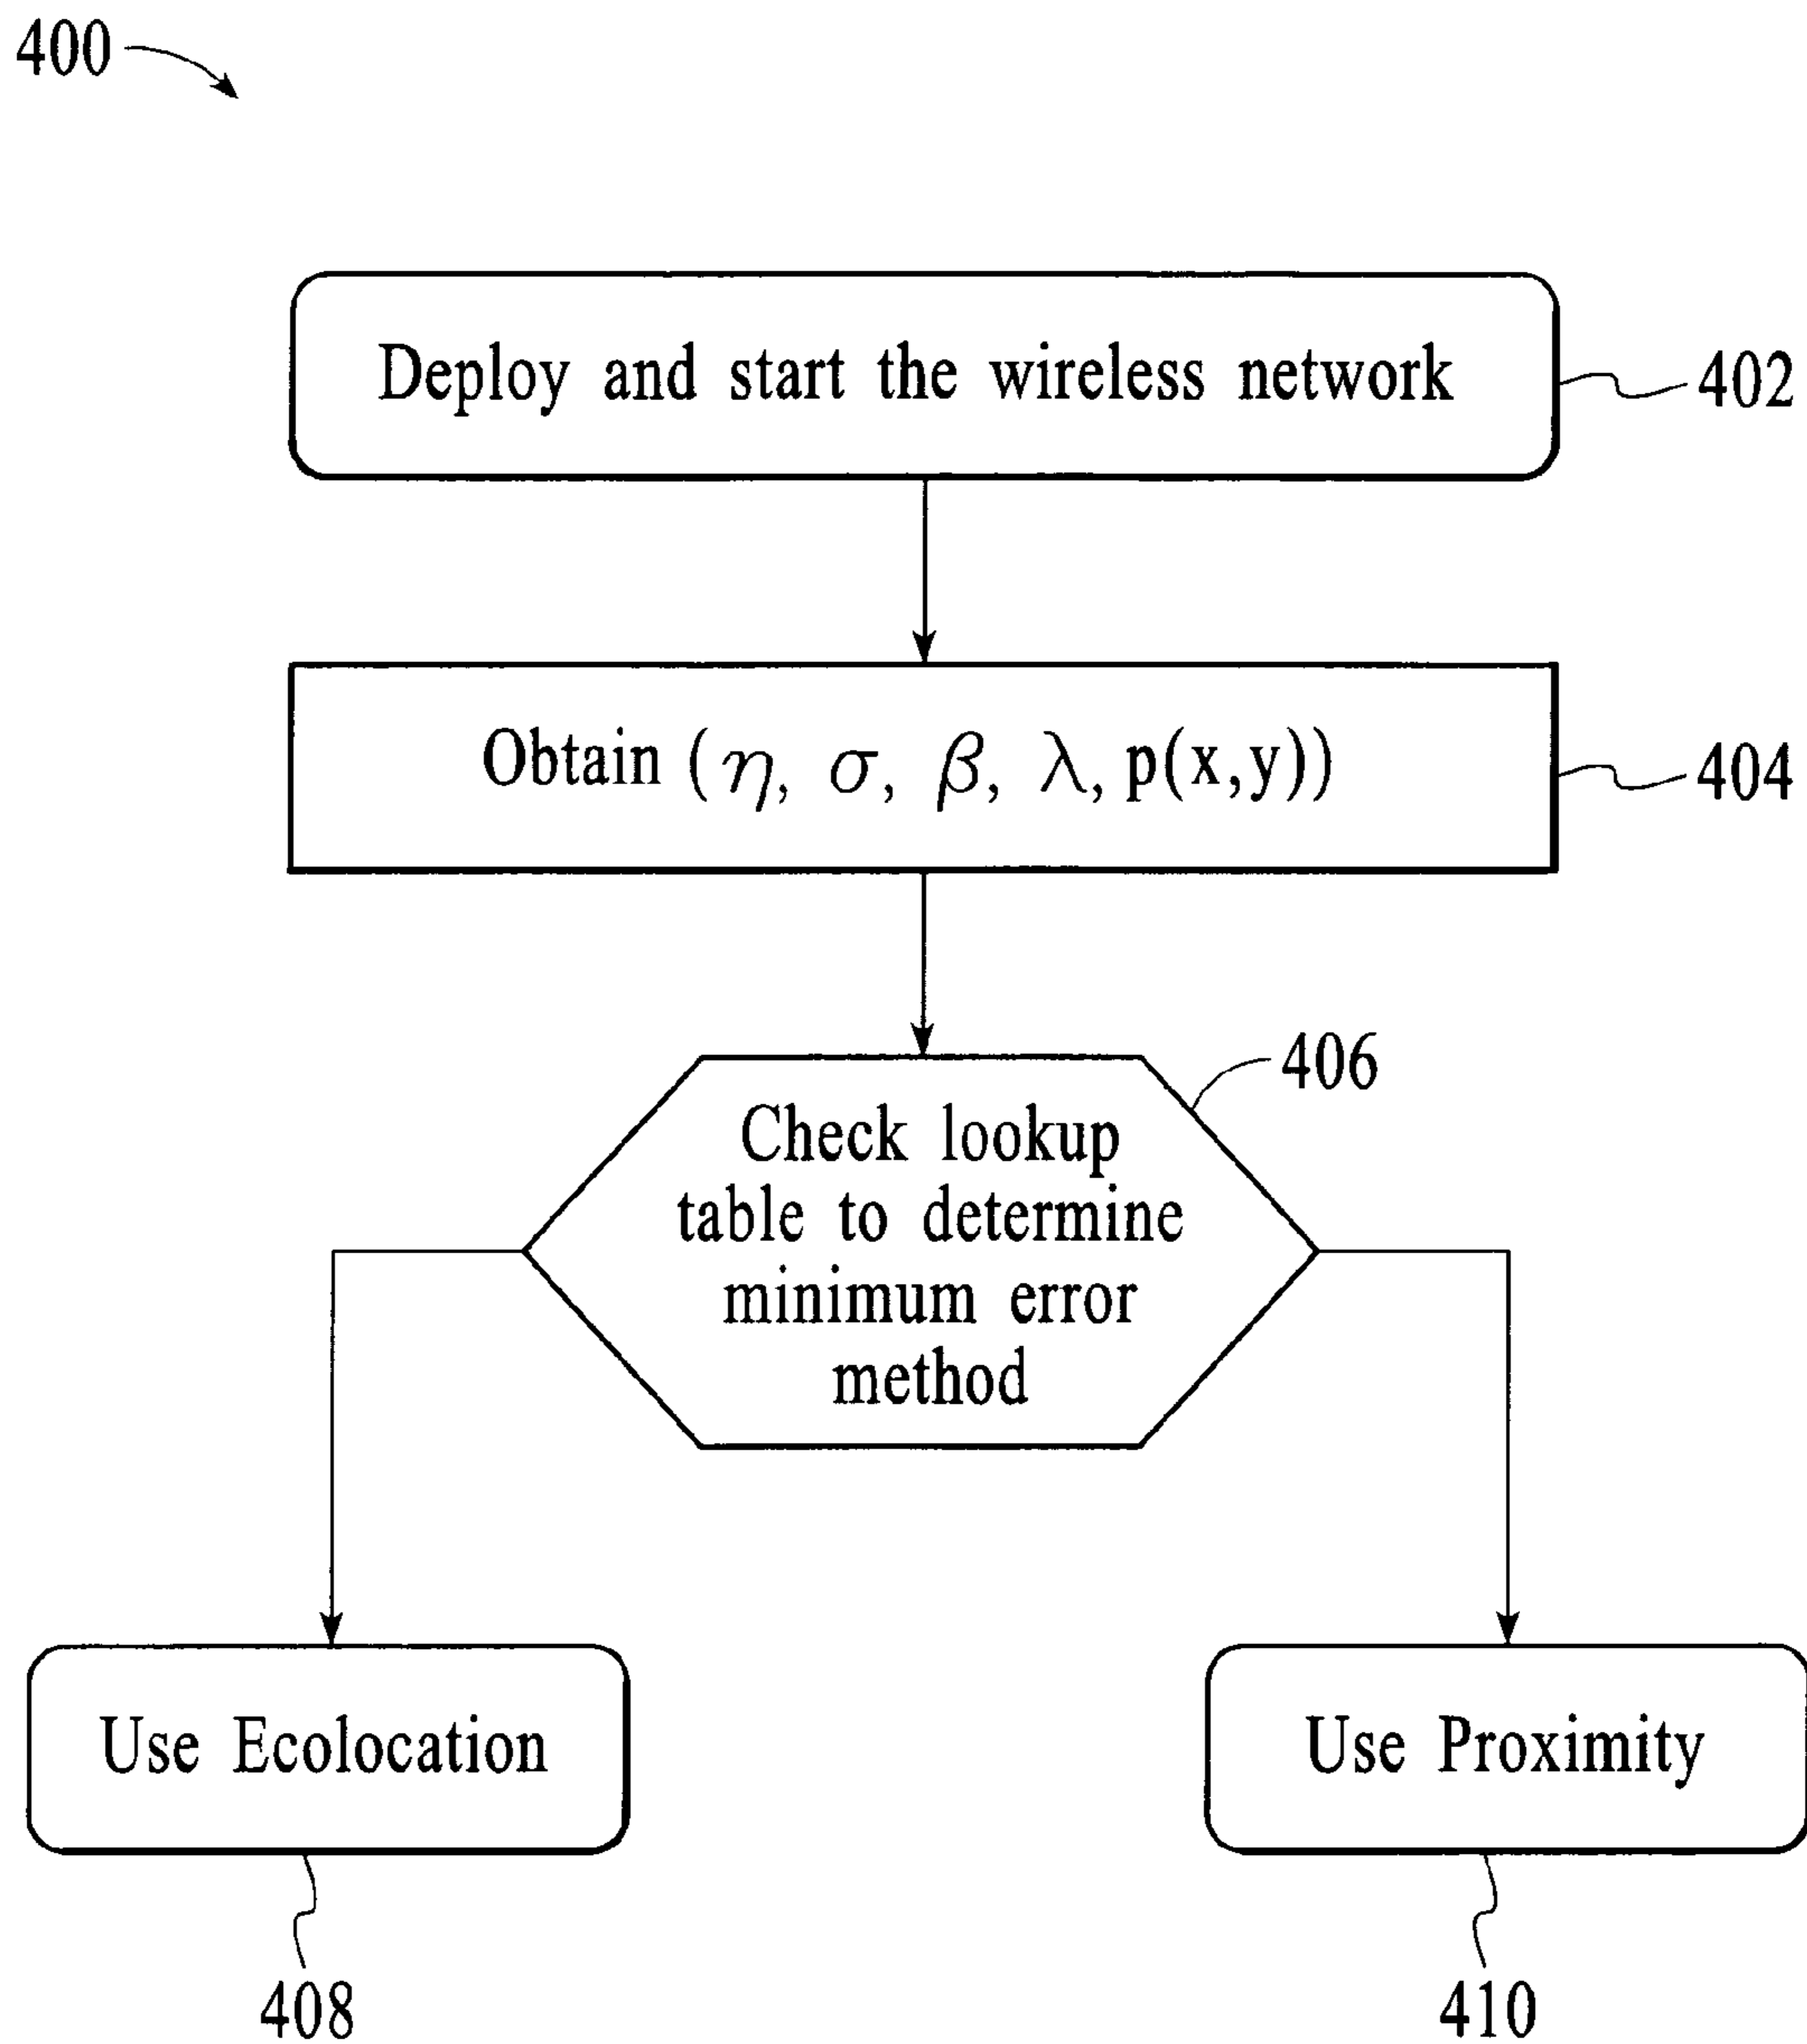 400
Deploy and start the wireless network
402
Obtain (η, σ, β, λ, p(x,y))
404
406
Check lookup
table to determine
minimum error
method
Use Ecolocation
Use Proximity
408
410